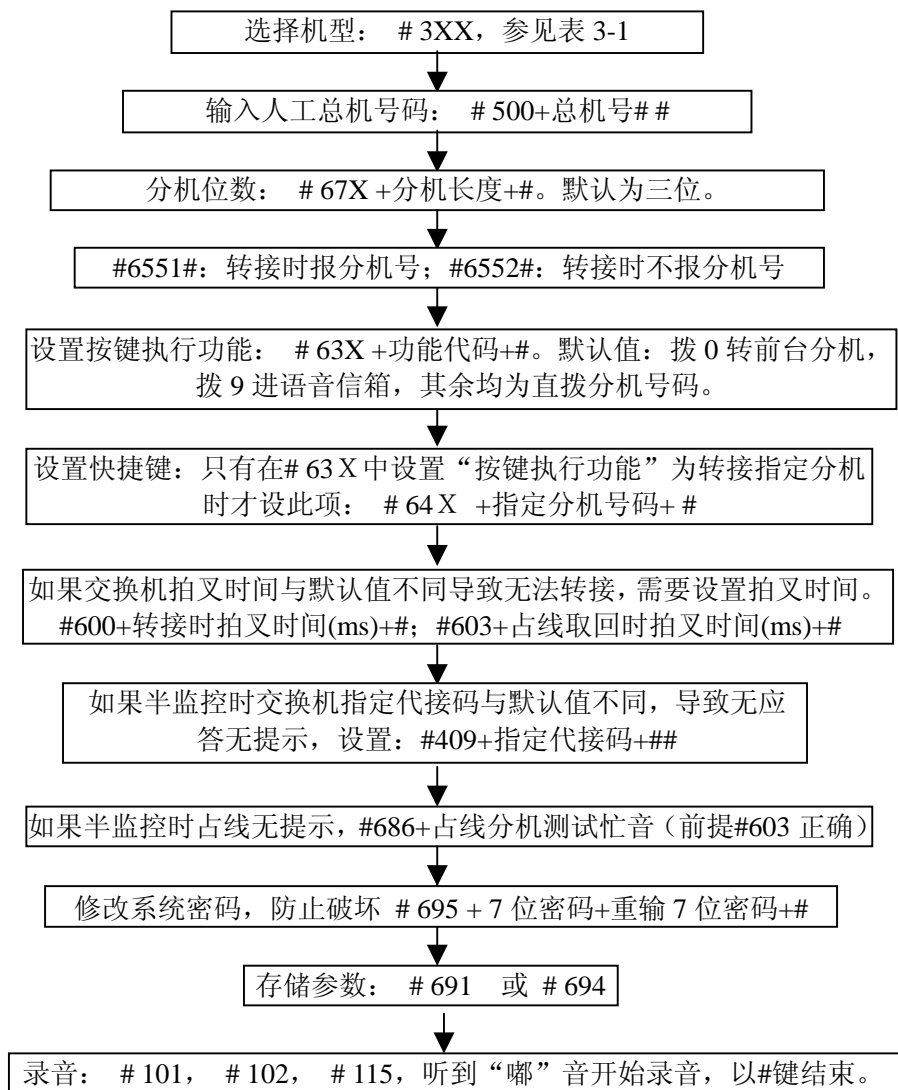 选择机型： # 3XX，参见表 3-1
输入人工总机号码： # 500+总机号# #
分机位数： # 67X +分机长度+#。默认为三位。
#6551#：转接时报分机号；#6552#：转接时不报分机号
设置按键执行功能： # 63X +功能代码+#。默认值：拨 0 转前台分机，
拨 9 进语音信箱，其余均为直拨分机号码。
设置快捷键：只有在# 63Ｘ中设置“按键执行功能”为转接指定分机
时才设此项： # 64Ｘ +指定分机号码+ #
如果交换机拍叉时间与默认值不同导致无法转接，需要设置拍叉时间。
#600+转接时拍叉时间(ms)+#；#603+占线取回时拍叉时间(ms)+#
如果半监控时交换机指定代接码与默认值不同，导致无应
答无提示，设置：#409+指定代接码+##
如果半监控时占线无提示，#686+占线分机测试忙音（前提#603 正确）
修改系统密码，防止破坏 # 695 + 7 位密码+重输 7 位密码+#
存储参数： # 691 或 # 694
录音： # 101， # 102， # 115，听到“嘟”音开始录音，以#键结束。